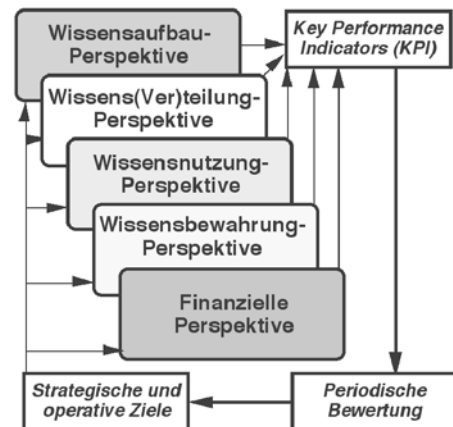 Wissensaufbau-
Perspektive
Key Performance
Indicators (KPI)
Wissens(Ver)teilung-
Perspektive
Wissensnutzung-
Perspektive
Wissensbewahrung-
Perspektive
Finanzielle
Perspektive
Strategische und
operative Ziele
Periodische
Bewertung